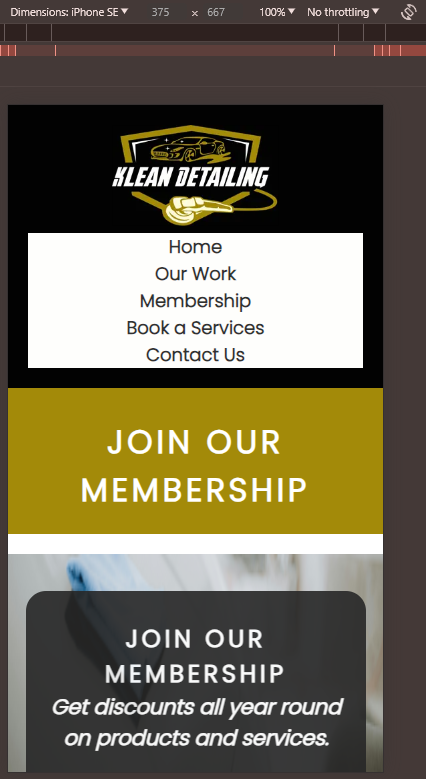 Dimensions: iPhone SE 375 × 667 100% No throttling
KLEAN DETAILING
Home
Our Work
Membership
Book a Services
Contact Us
JOIN OUR
MEMBERSHIP
JOIN OUR
MEMBERSHIP
Get discounts all year round
on products and services.